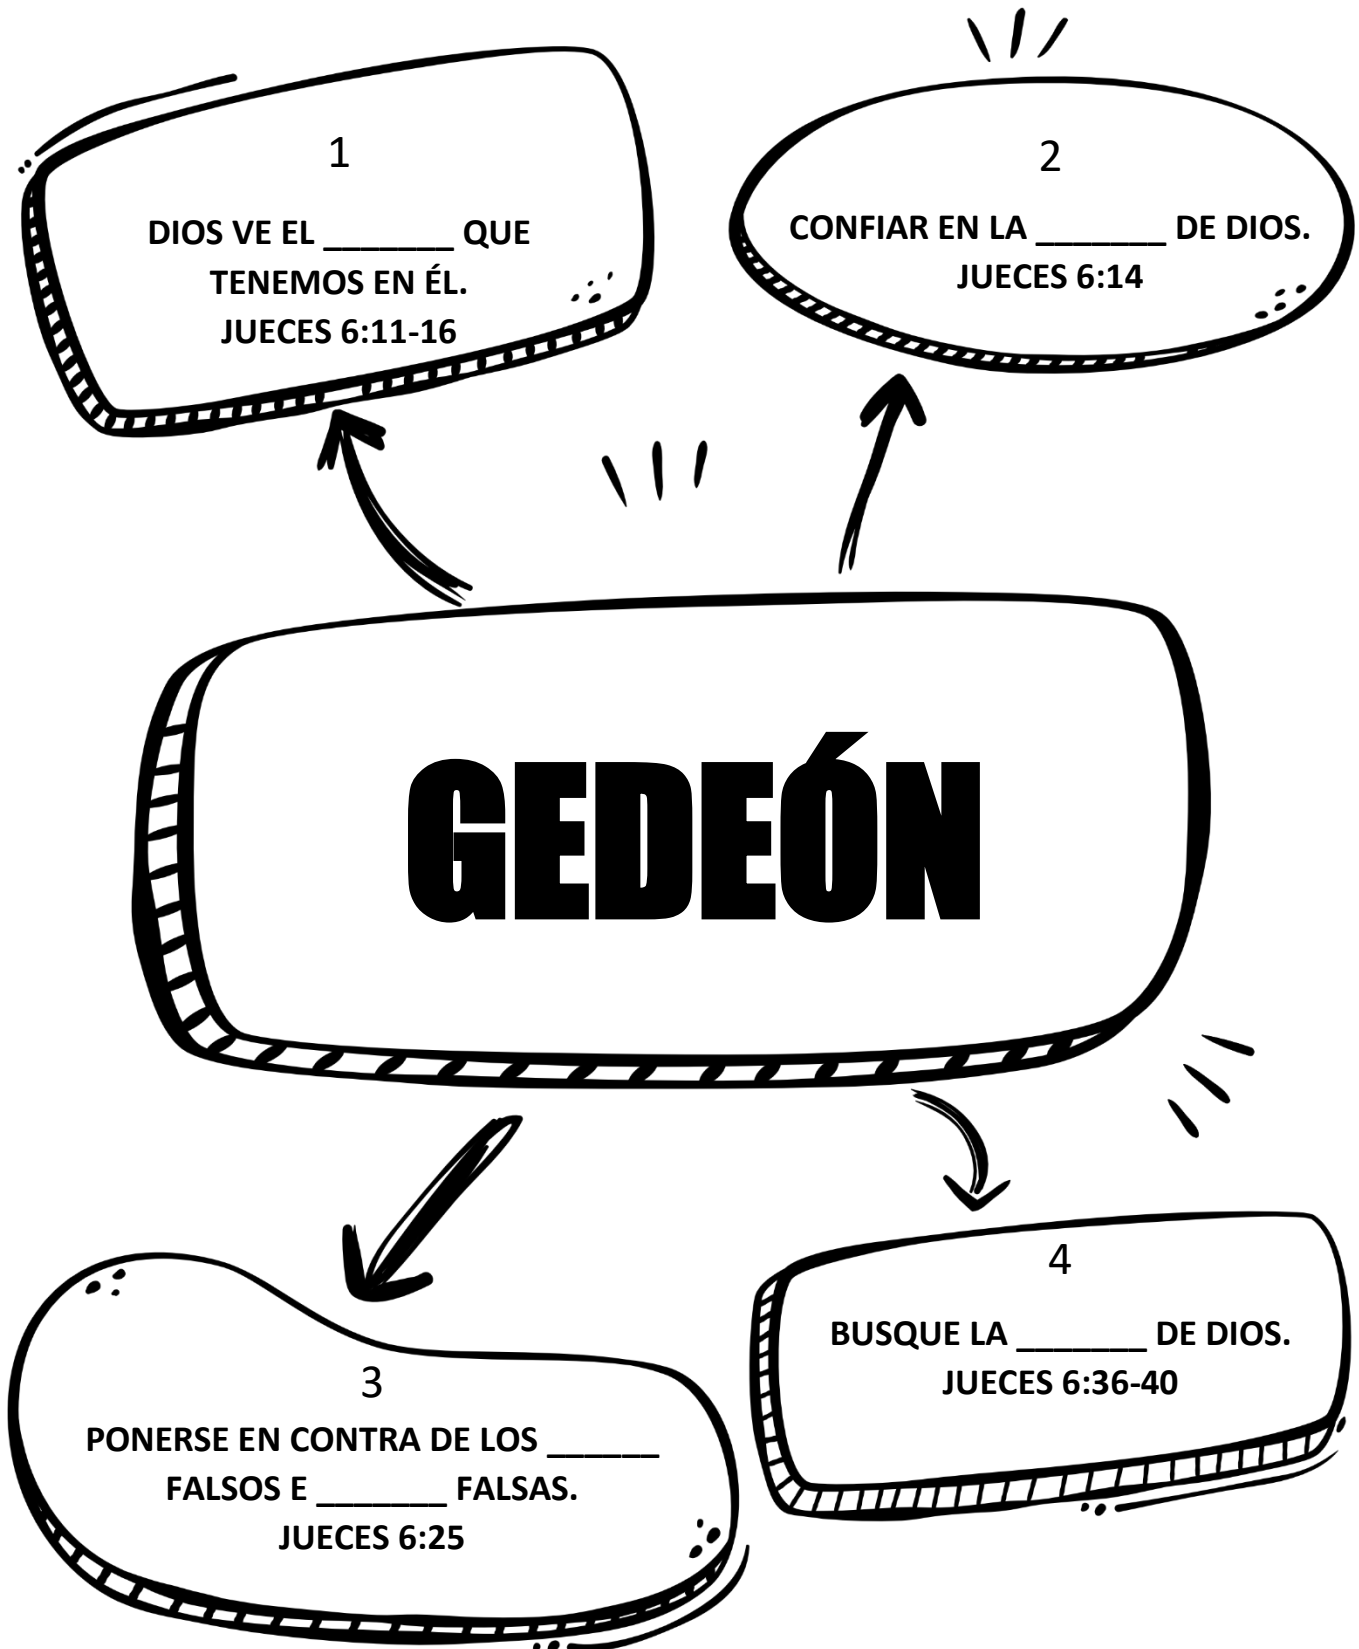 1
DIOS VE EL _______ QUE
TENEMOS EN ÉL.
JUECES 6:11-16
2
CONFIAR EN LA _______ DE DIOS.
JUECES 6:14
GEDEÓN
3
PONERSE EN CONTRA DE LOS ______
FALSOS E _______ FALSAS.
JUECES 6:25
4
BUSQUE LA _______ DE DIOS.
JUECES 6:36-40